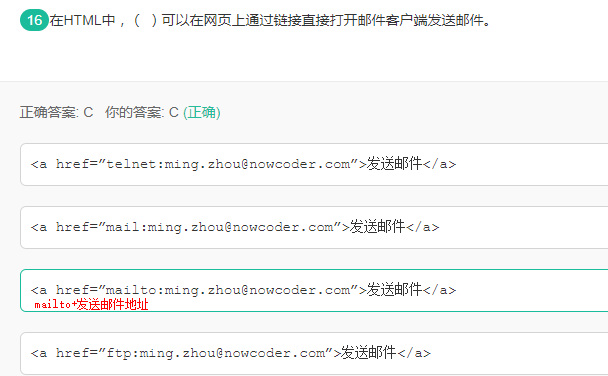 16 在HTML中，（ ）可以在网页上通过链接直接打开邮件客户端发送邮件。
正确答案: C 你的答案: C (正确)
<a href=”telnet:ming.zhou@nowcoder.com”>发送邮件</a>
<a href=”mail:ming.zhou@nowcoder.com”>发送邮件</a>
<a href=”mailto:ming.zhou@nowcoder.com”>发送邮件</a>
mailto+发送邮件地址
<a href=”ftp:ming.zhou@nowcoder.com”>发送邮件</a>